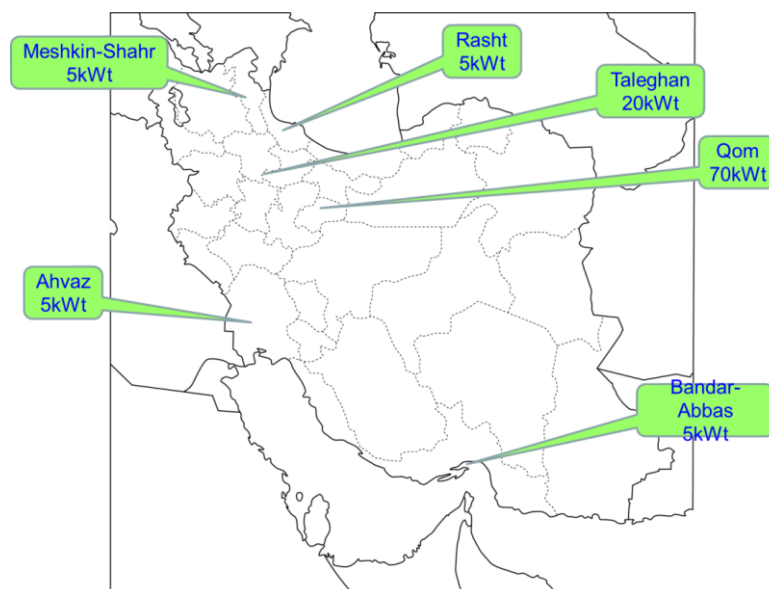 Meshkin-Shahr
5kWt
Rasht
5kWt
Taleghan
20kWt
Qom
70kWt
Ahvaz
5kWt
Bandar-
Abbas
5kWt